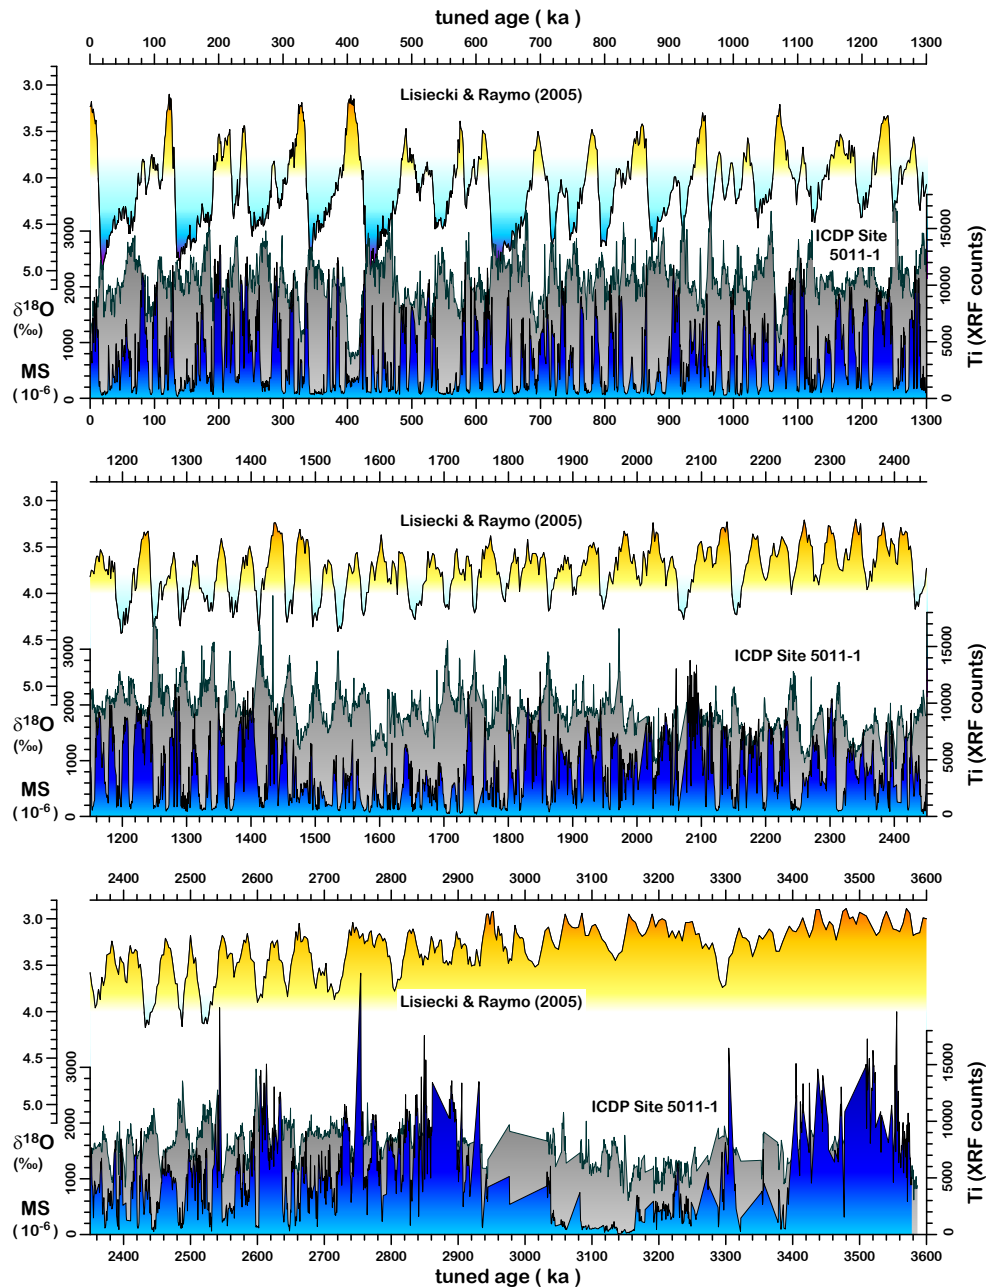 tuned age ( ka )
0 100 200 300 400 500 600 700 800 900 1000 1100 1200 1300
3.0
Lisiecki & Raymo (2005)
3.5
4.0
4.5
3000
15000
ICDP Site
5011-1
5.0
2000
10000
δ18O
(‰)
1000
5000
Ti (XRF counts)
MS
( 10-6 )
0
0
0 100 200 300 400 500 600 700 800 900 1000 1100 1200 1300
1200 1300 1400 1500 1600 1700 1800 1900 2000 2100 2200 2300 2400
3.0
Lisiecki & Raymo (2005)
3.5
4.0
4.5
3000
15000
ICDP Site 5011-1
5.0
2000
10000
δ18O
(‰)
1000
5000
Ti (XRF counts)
MS
( 10-6 )
0
0
1200 1300 1400 1500 1600 1700 1800 1900 2000 2100 2200 2300 2400
2400 2500 2600 2700 2800 2900 3000 3100 3200 3300 3400 3500 3600
3.0
3.5
4.0
Lisiecki & Raymo (2005)
4.5
3000
15000
5.0
ICDP Site 5011-1
2000
10000
δ18O
(‰)
1000
5000
Ti (XRF counts)
MS
( 10-6 )
0
0
2400 2500 2600 2700 2800 2900 3000 3100 3200 3300 3400 3500 3600
tuned age ( ka )